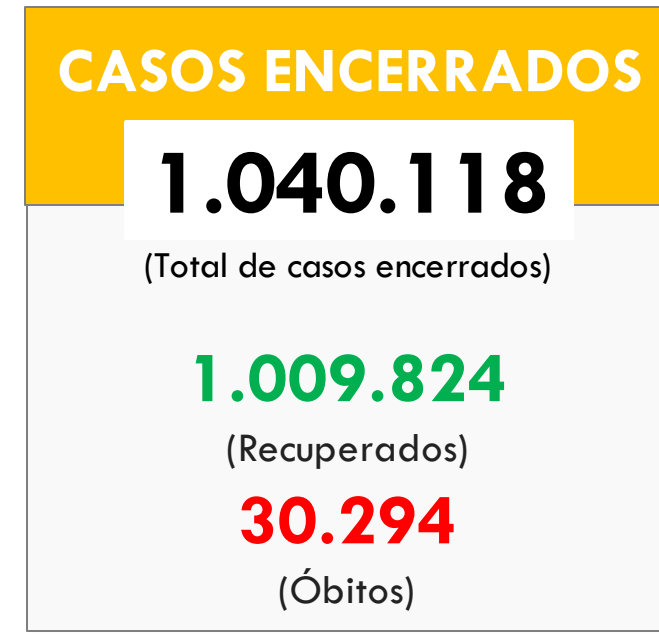 CASOS ENCERRADOS
1.040.118
(Total de casos encerrados)
1.009.824
(Recuperados)
30.294
(Óbitos)